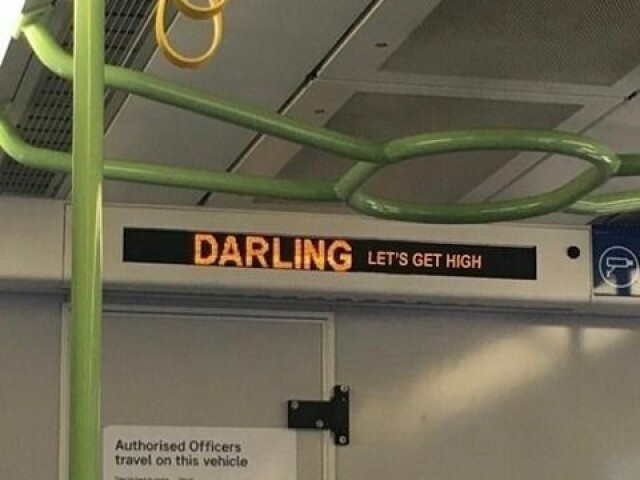 DARLING LET'S GET HIGH
Authorised Officers
travel on this vehicle